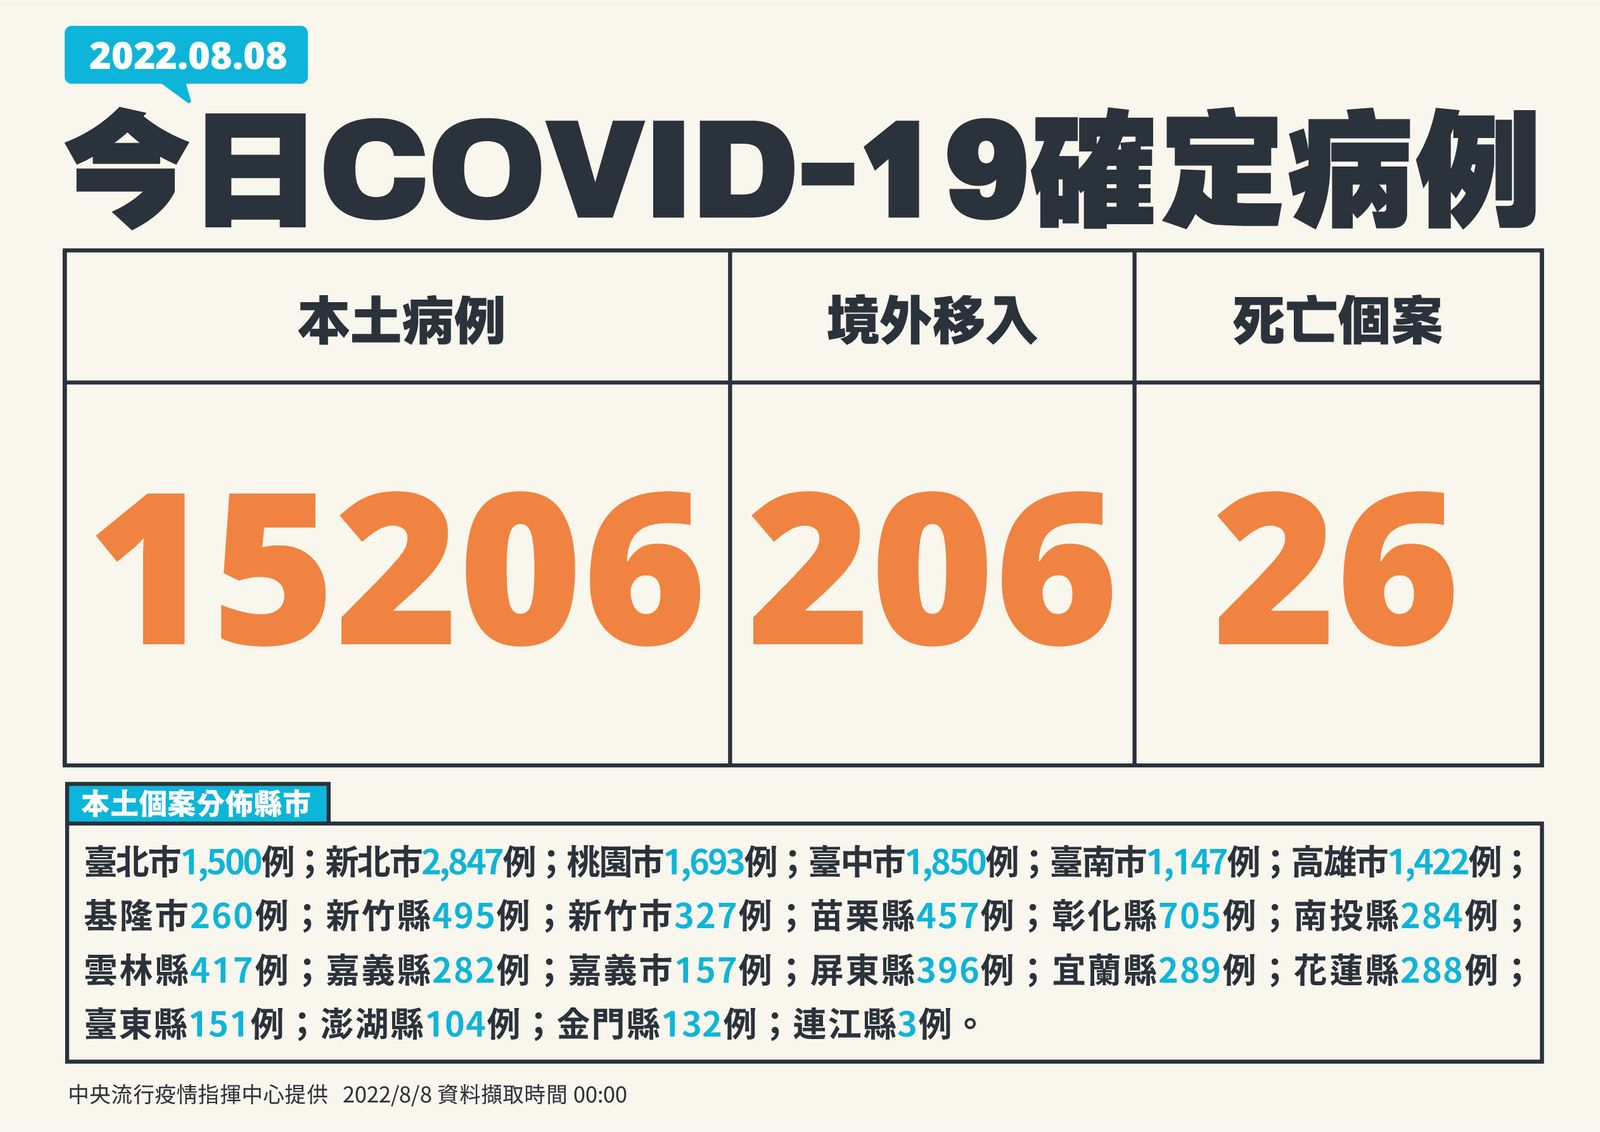 2022.08.08
今日COVID-19確定病例
本土病例 境外移入 死亡個案
15206 206 26
本土個案分佈縣市
臺北市1,500例；新北市2,847例；桃園市1,693例；臺中市1,850例；臺南市1,147例；高雄市1,422例；
基隆市260例；新竹縣495例；新竹市327例；苗栗縣457例；彰化縣705例；南投縣284例；
雲林縣417例；嘉義縣282例；嘉義市157例；屏東縣396例；宜蘭縣289例；花蓮縣288例；
臺東縣151例；澎湖縣104例；金門縣132例；連江縣3例。
中央流行疫情指揮中心提供 2022/8/8 資料擷取時間 00:00